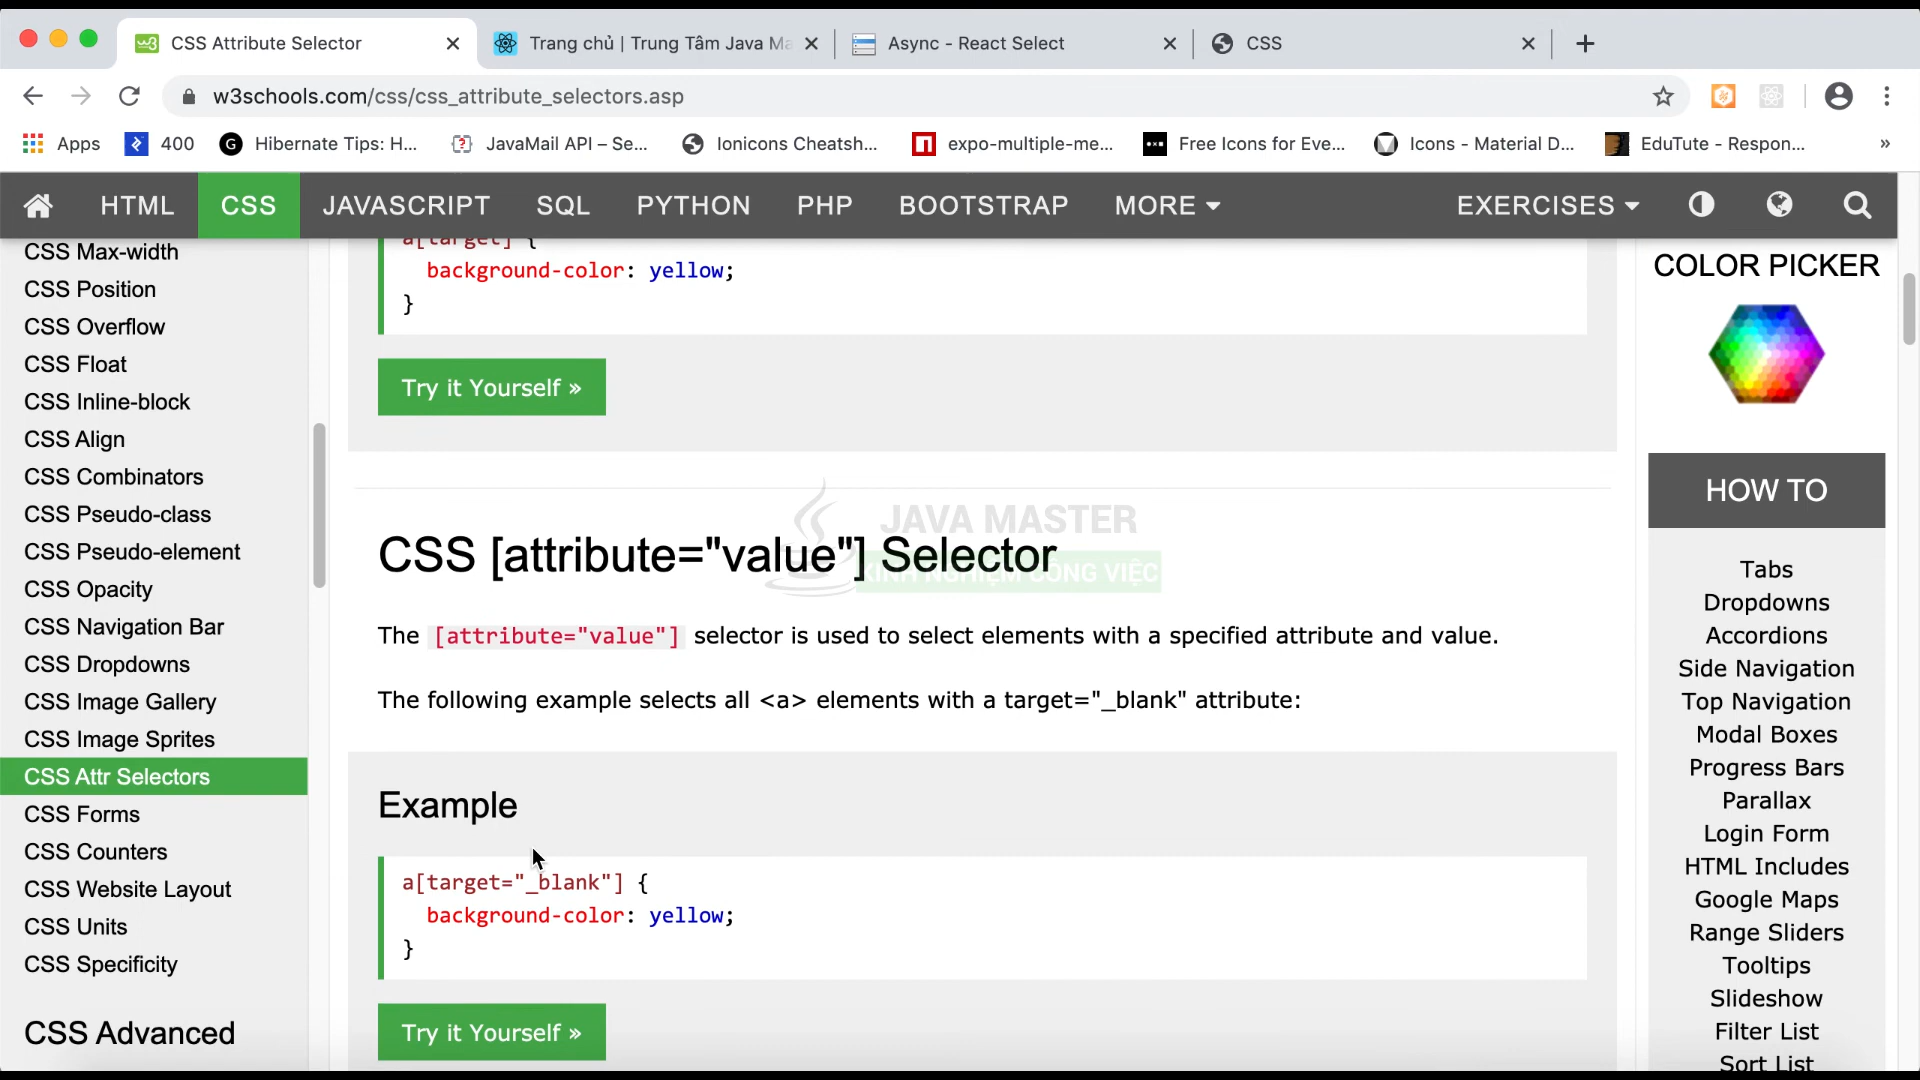 CSS Attribute Selector
Trang chủ | Trung Tâm Java Ma
Async - React Select
CSS
w3schools.com/css/css_attribute_selectors.asp
Apps
400
Hibernate Tips: H...
JavaMail API – Se...
Ionicons Cheatsh...
expo-multiple-me...
Free Icons for Eve...
Icons - Material D...
EduTute - Respon...
»
HTML
CSS
JAVASCRIPT
SQL
PYTHON
PHP
BOOTSTRAP
MORE
EXERCISES
CSS Max-width
CSS Position
CSS Overflow
CSS Float
CSS Inline-block
CSS Align
CSS Combinators
CSS Pseudo-class
CSS Pseudo-element
CSS Opacity
CSS Navigation Bar
CSS Dropdowns
CSS Image Gallery
CSS Image Sprites
CSS Attr Selectors
CSS Forms
CSS Counters
CSS Website Layout
CSS Units
CSS Specificity
CSS Advanced
a[target] {
background-color: yellow;
}
Try it Yourself »
JAVA MASTER
KINH NGHIỆM CÔNG VIỆC
CSS [attribute="value"] Selector
The [attribute="value"] selector is used to select elements with a specified attribute and value.
The following example selects all <a> elements with a target="_blank" attribute:
Example
a[target="_blank"] {
background-color: yellow;
}
Try it Yourself »
COLOR PICKER
HOW TO
Tabs
Dropdowns
Accordions
Side Navigation
Top Navigation
Modal Boxes
Progress Bars
Parallax
Login Form
HTML Includes
Google Maps
Range Sliders
Tooltips
Slideshow
Filter List
Sort List